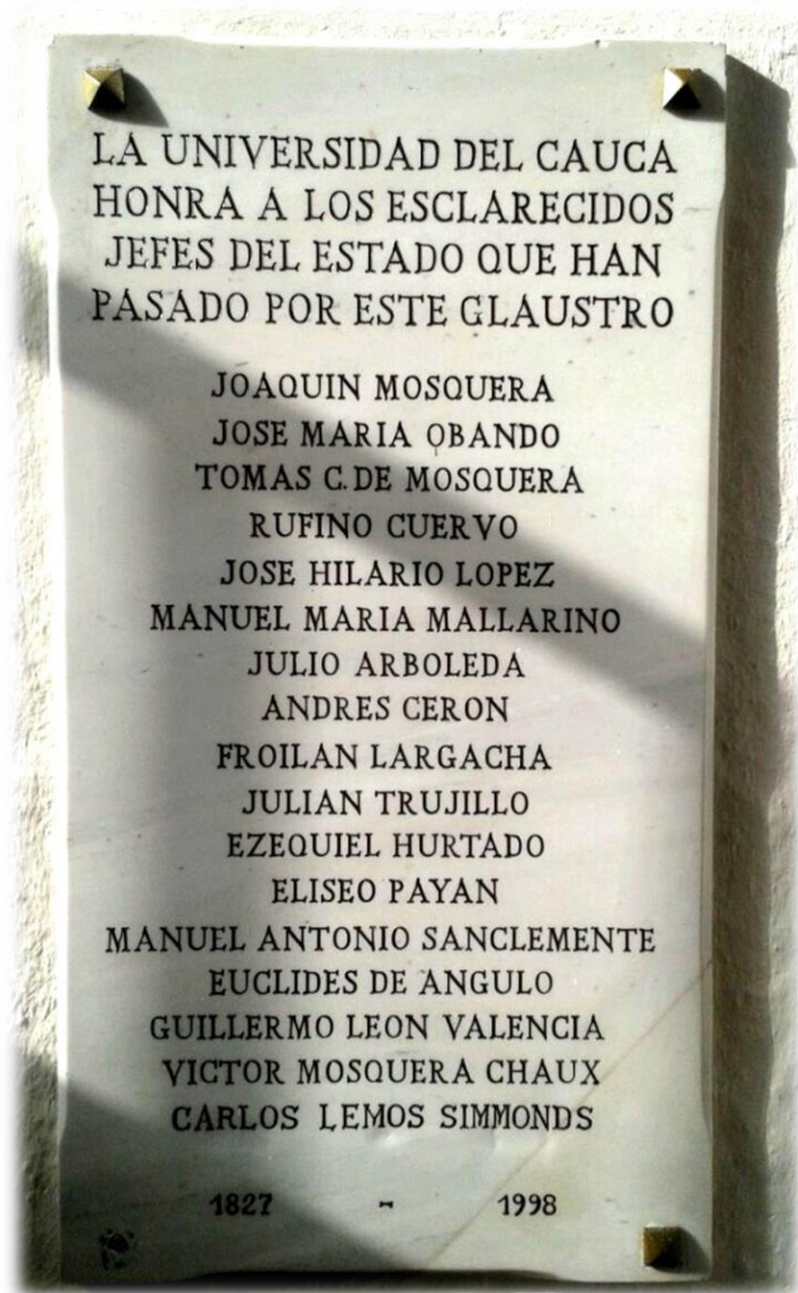 LA UNIVERSIDAD DEL CAUCA
HONRA A LOS ESCLARECIDOS
JEFES DEL ESTADO QUE HAN
PASADO POR ESTE GLAUSTRO
JOAQUIN MOSQUERA
JOSE MARIA OBANDO
TOMAS C. DE MOSQUERA
RUFINO CUERVO
JOSE HILARIO LOPEZ
MANUEL MARIA MALLARINO
JULIO ARBOLEDA
ANDRES CERON
FROILAN LARGACHA
JULIAN TRUJILLO
EZEQUIEL HURTADO
ELISEO PAYAN
MANUEL ANTONIO SANCLEMENTE
EUCLIDES DE ANGULO
GUILLERMO LEON VALENCIA
VICTOR MOSQUERA CHAUX
CARLOS LEMOS SIMMONDS
1827 - 1998